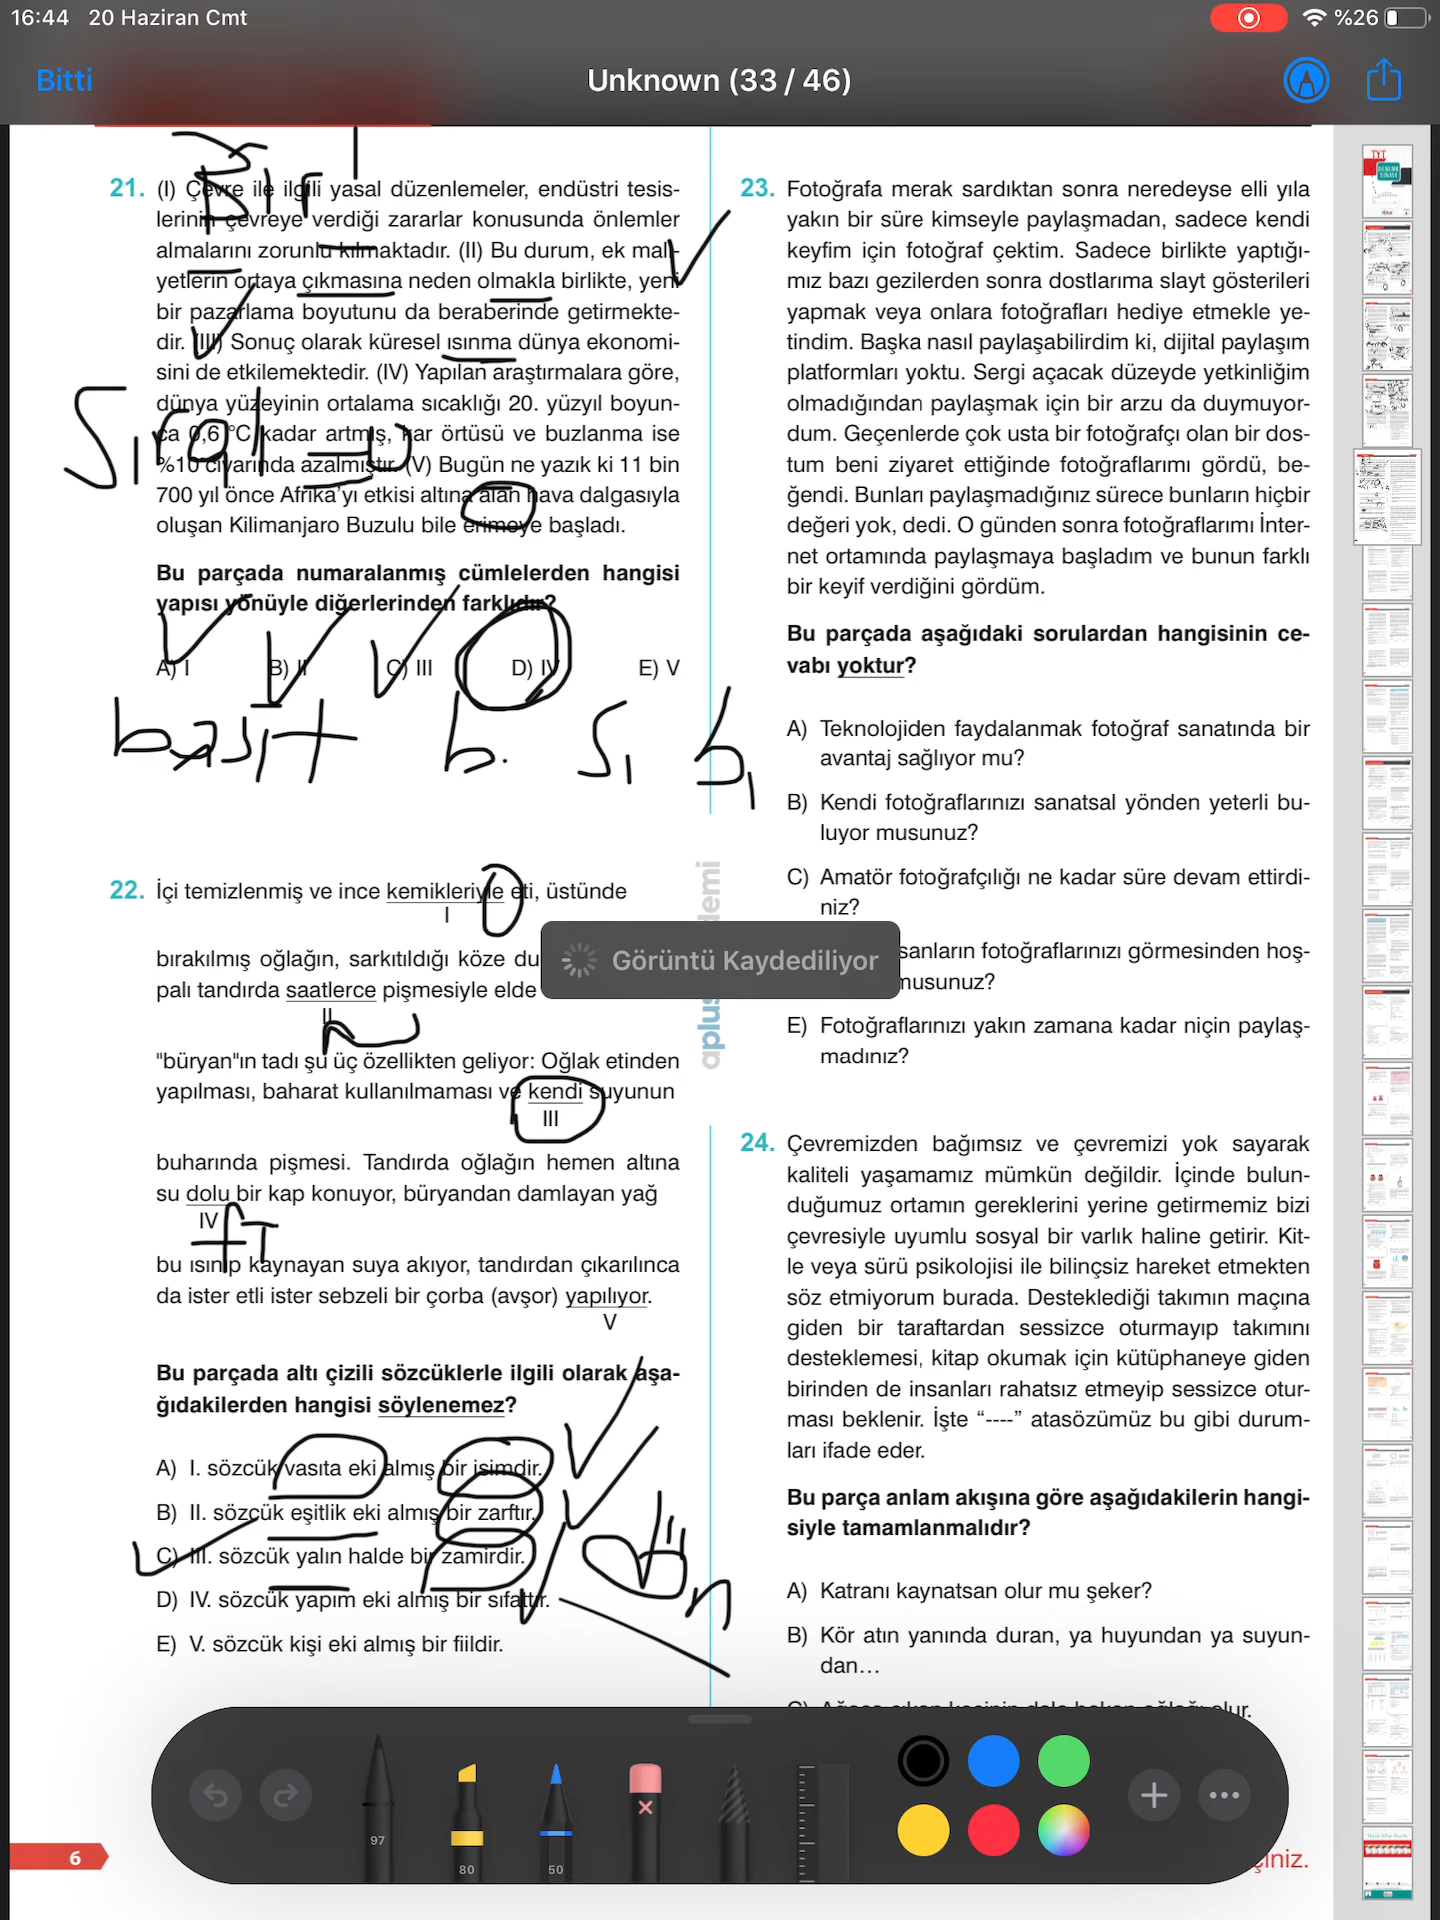 16:44 20 Haziran Cmt
%26
Bitti
Unknown (33 / 46)
Bir
21. (I) Çevre ile ilgili yasal düzenlemeler, endüstri tesis-
lerinin çevreye verdiği zararlar konusunda önlemler
almalarını zorunlu kılmaktadır. (II) Bu durum, ek mali-
yetlerin ortaya çıkmasına neden olmakla birlikte, yeni
bir pazarlama boyutunu da beraberinde getirmekte-
dir. (III) Sonuç olarak küresel ısınma dünya ekonomi-
sini de etkilemektedir. (IV) Yapılan araştırmalara göre,
dünya yüzeyinin ortalama sıcaklığı 20. yüzyıl boyun-
ca 0,6 °C kadar artmış, kar örtüsü ve buzlanma ise
%10 civarında azalmıştır. (V) Bugün ne yazık ki 11 bin
700 yıl önce Afrika'yı etkisi altına alan hava dalgasıyla
oluşan Kilimanjaro Buzulu bile erimeye başladı.
Sıralı
Bu parçada numaralanmış cümlelerden hangisi
yapısı yönüyle diğerlerinden farklıdır?
A) I B) II C) III D) IV E) V
basit b. Sı b
22. İçi temizlenmiş ve ince kemikleriyle eti, üstünde
I
bırakılmış oğlağın, sarkıtıldığı köze du
palı tandırda saatlerce pişmesiyle elde
II
"büryan"ın tadı şu üç özellikten geliyor: Oğlak etinden
yapılması, baharat kullanılmaması ve kendi suyunun
III
buharında pişmesi. Tandırda oğlağın hemen altına
su dolu bir kap konuyor, büryandan damlayan yağ
IV
bu ısınıp kaynayan suya akıyor, tandırdan çıkarılınca
da ister etli ister sebzeli bir çorba (avşor) yapılıyor.
V
Bu parçada altı çizili sözcüklerle ilgili olarak aşa-
ğıdakilerden hangisi söylenemez?
A) I. sözcük vasıta eki almış bir isimdir.
B) II. sözcük eşitlik eki almış bir zarftır.
C) III. sözcük yalın halde bir zamirdir.
D) IV. sözcük yapım eki almış bir sıfattır.
E) V. sözcük kişi eki almış bir fiildir.
23. Fotoğrafa merak sardıktan sonra neredeyse elli yıla
yakın bir süre kimseyle paylaşmadan, sadece kendi
keyfim için fotoğraf çektim. Sadece birlikte yaptığı-
mız bazı gezilerden sonra dostlarıma slayt gösterileri
yapmak veya onlara fotoğrafları hediye etmekle ye-
tindim. Başka nasıl paylaşabilirdim ki, dijital paylaşım
platformları yoktu. Sergi açacak düzeyde yetkinliğim
olmadığından paylaşmak için bir arzu da duymuyor-
dum. Geçenlerde çok usta bir fotoğrafçı olan bir dos-
tum beni ziyaret ettiğinde fotoğraflarımı gördü, be-
ğendi. Bunları paylaşmadığınız sürece bunların hiçbir
değeri yok, dedi. O günden sonra fotoğraflarımı İnter-
net ortamında paylaşmaya başladım ve bunun farklı
bir keyif verdiğini gördüm.
Bu parçada aşağıdaki sorulardan hangisinin ce-
vabı yoktur?
A) Teknolojiden faydalanmak fotoğraf sanatında bir
avantaj sağlıyor mu?
B) Kendi fotoğraflarınızı sanatsal yönden yeterli bu-
luyor musunuz?
C) Amatör fotoğrafçılığı ne kadar süre devam ettirdi-
niz?
sanların fotoğraflarınızı görmesinden hoş-
musunuz?
E) Fotoğraflarınızı yakın zamana kadar niçin paylaş-
madınız?
Görüntü Kaydediliyor
aplus demi
24. Çevremizden bağımsız ve çevremizi yok sayarak
kaliteli yaşamamız mümkün değildir. İçinde bulun-
duğumuz ortamın gereklerini yerine getirmemiz bizi
çevresiyle uyumlu sosyal bir varlık haline getirir. Kit-
le veya sürü psikolojisi ile bilinçsiz hareket etmekten
söz etmiyorum burada. Desteklediği takımın maçına
giden bir taraftardan sessizce oturmayıp takımını
desteklemesi, kitap okumak için kütüphaneye giden
birinden de insanları rahatsız etmeyip sessizce otur-
ması beklenir. İşte “----” atasözümüz bu gibi durum-
ları ifade eder.
Bu parça anlam akışına göre aşağıdakilerin hangi-
siyle tamamlanmalıdır?
A) Katranı kaynatsan olur mu şeker?
B) Kör atın yanında duran, ya huyundan ya suyun-
dan…
C) Ağaca çıkan keçinin dala bakan oğlağı olur.
97 80 50
6
çiniz.